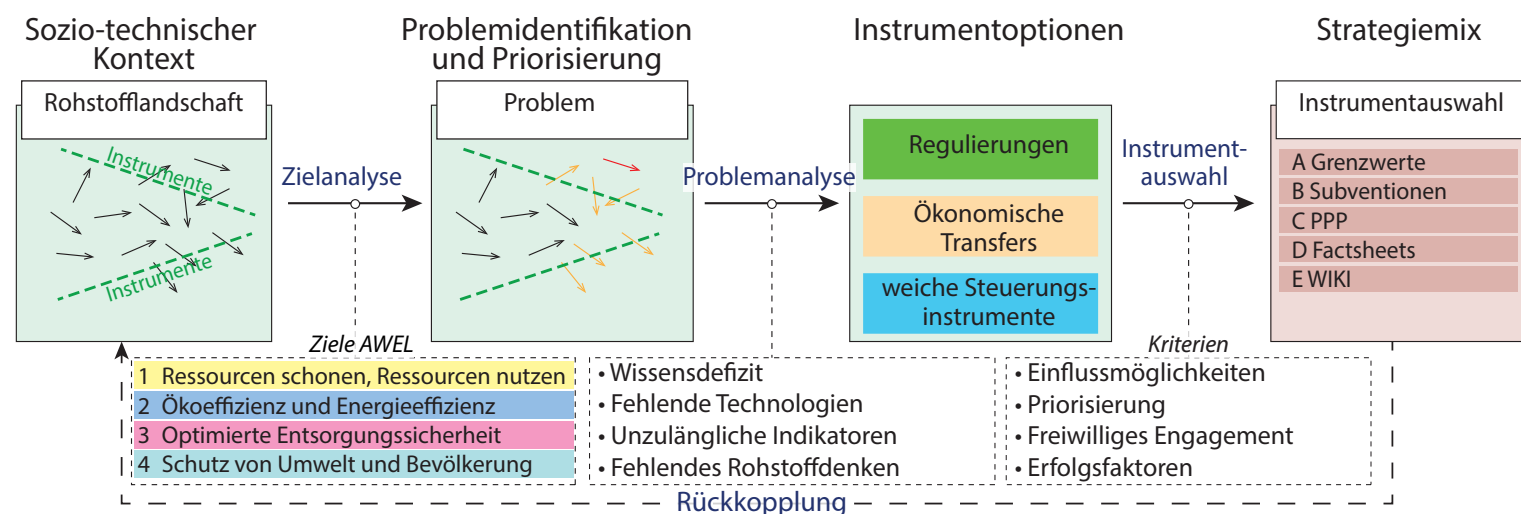 Sozio-technischer
Kontext
Problemidentifikation
und Priorisierung
Instrumentoptionen
Strategiemix
Rohstofflandschaft
Instrumente
Instrumente
Zielanalyse
Problem
Problemanalyse
Regulierungen
Ökonomische
Transfers
weiche Steuerungs-
instrumente
Instrument-
auswahl
Instrumentauswahl
A Grenzwerte
B Subventionen
C PPP
D Factsheets
E WIKI
Ziele AWEL
1 Ressourcen schonen, Ressourcen nutzen
2 Ökoeffizienz und Energieeffizienz
3 Optimierte Entsorgungssicherheit
4 Schutz von Umwelt und Bevölkerung
• Wissensdefizit
• Fehlende Technologien
• Unzulängliche Indikatoren
• Fehlendes Rohstoffdenken
Kriterien
• Einflussmöglichkeiten
• Priorisierung
• Freiwilliges Engagement
• Erfolgsfaktoren
Rückkopplung